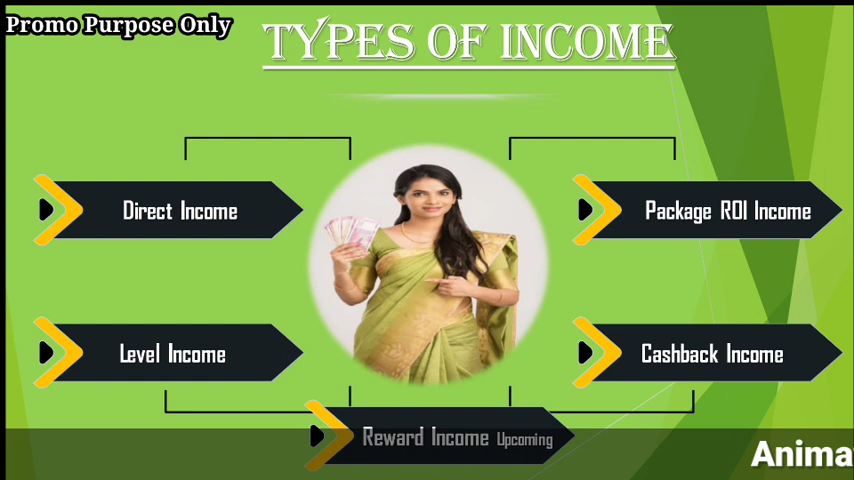 Promo Purpose Only
TYPES OF INCOME
Direct Income
Package ROI Income
Level Income
Cashback Income
Reward Income Upcoming
Anima